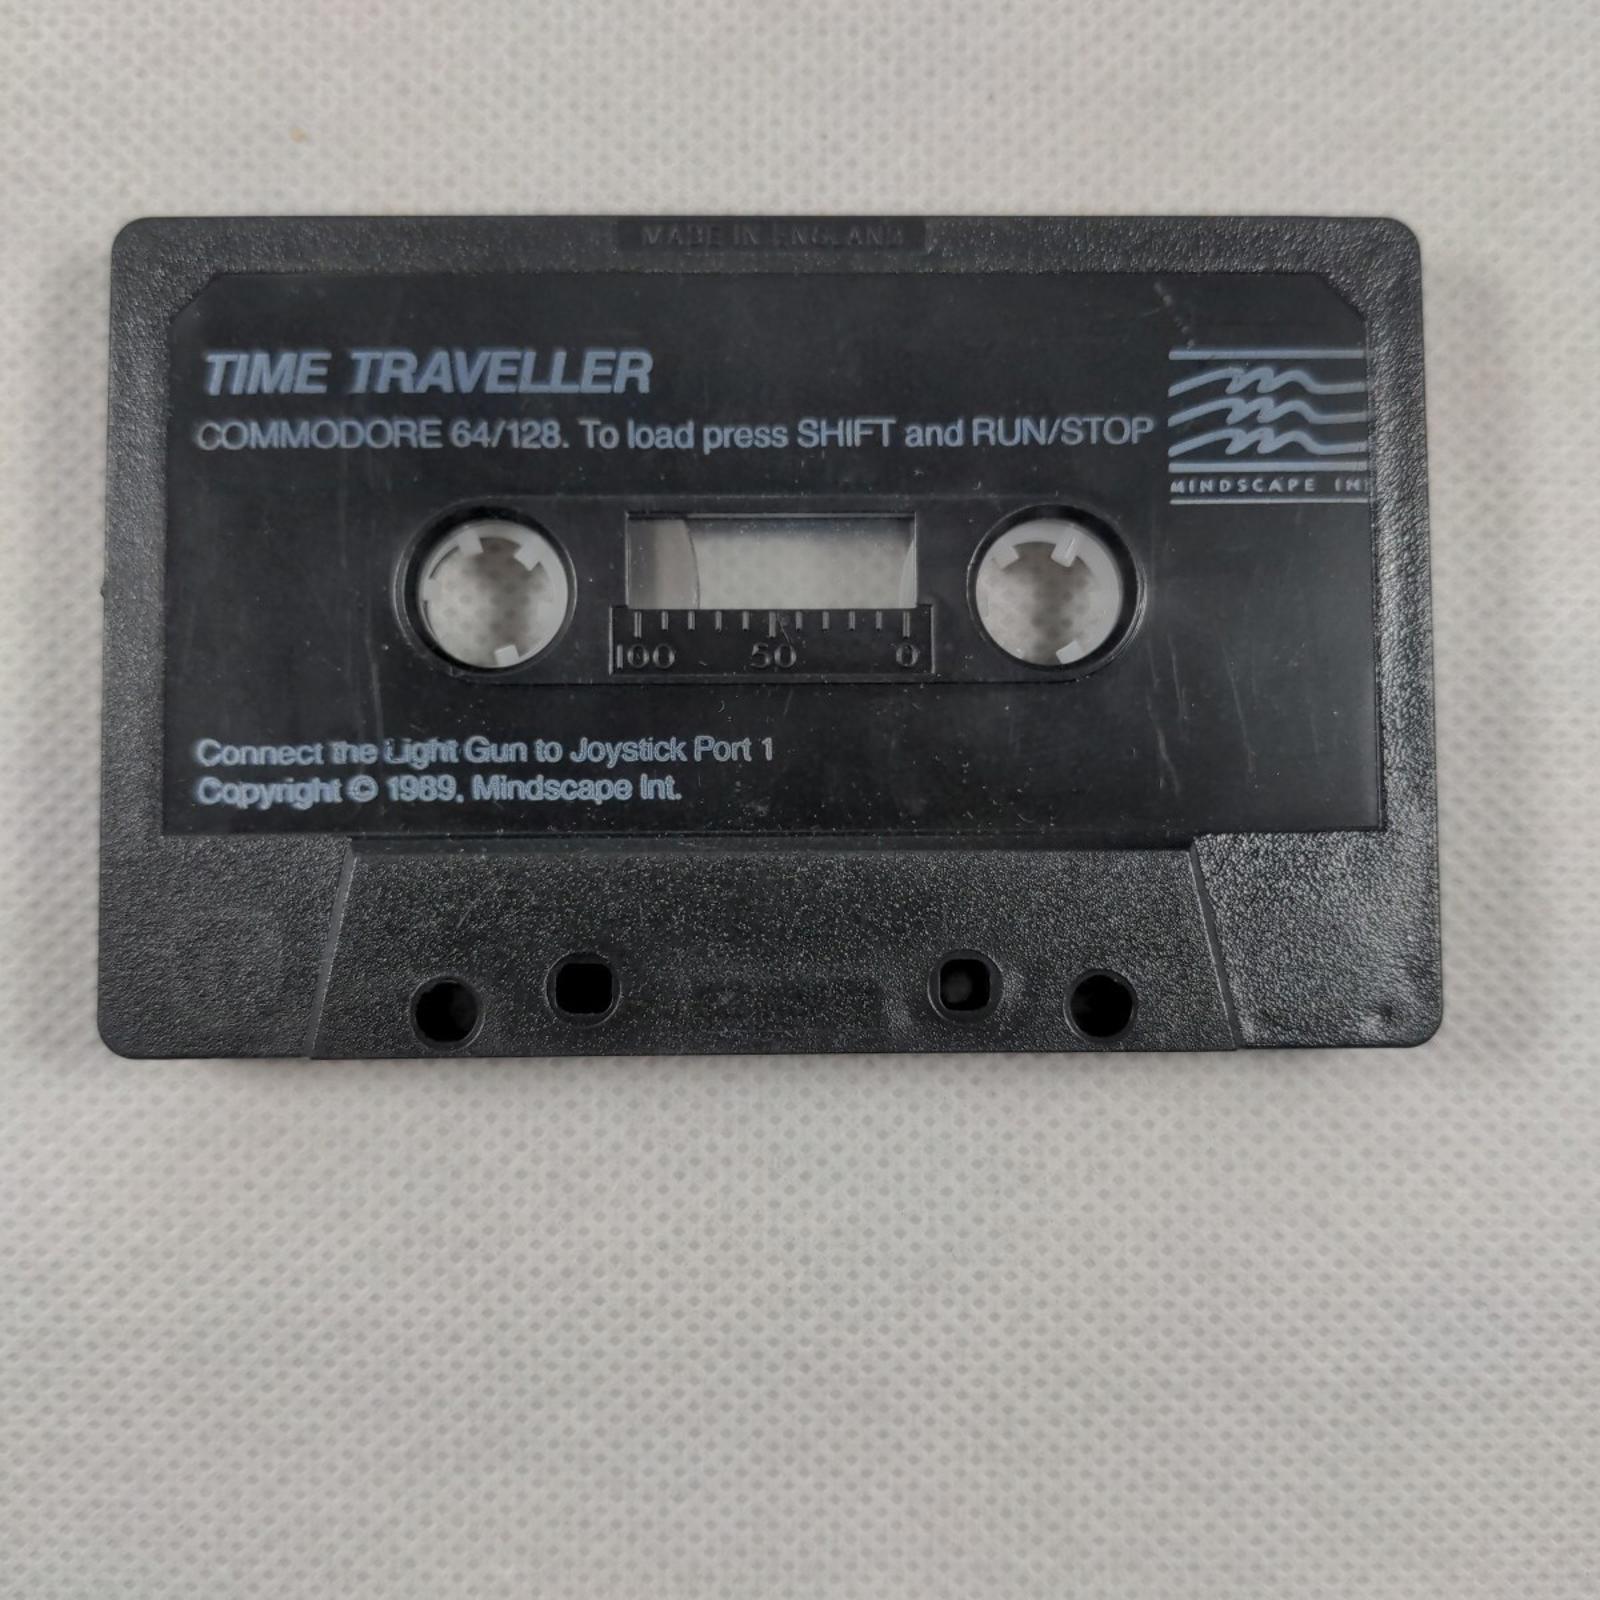 MADE IN ENGLAND
TIME TRAVELLER
COMMODORE 64/128. To load press SHIFT and RUN/STOP
MINDSCAPE IN
100 50 0
Connect the Light Gun to Joystick Port 1
Copyright © 1989. Mindscape Int.